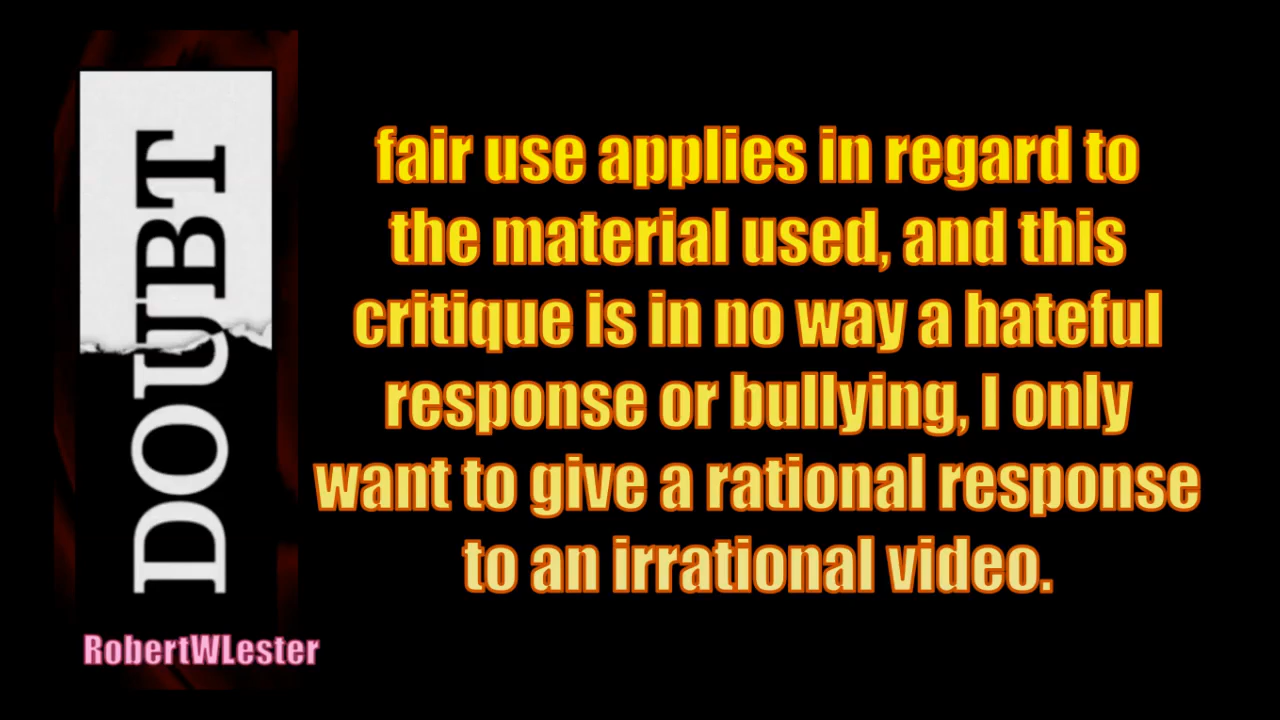 DOUBT
fair use applies in regard to
the material used, and this
critique is in no way a hateful
response or bullying, I only
want to give a rational response
to an irrational video.
RobertWLester